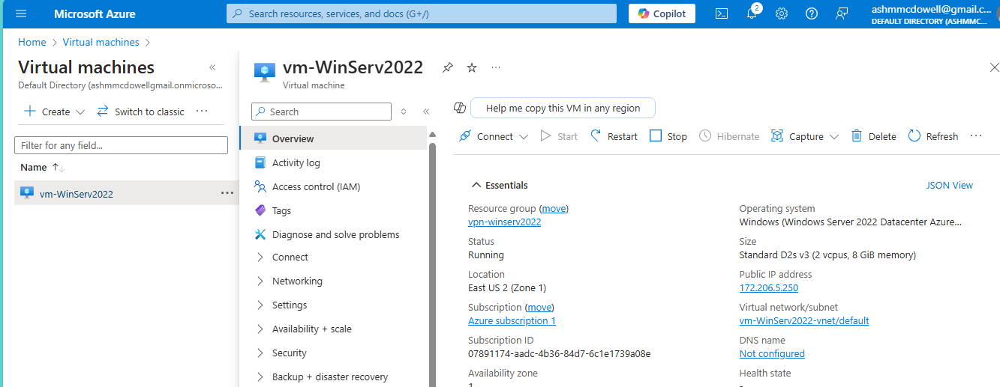 Microsoft Azure
Search resources, services, and docs (G+/)
Copilot
2
ashmmcdowell@gmail.c...
DEFAULT DIRECTORY (ASHMMC...
Home > Virtual machines >
Virtual machines
Default Directory (ashmmcdowellgmail.onmicroso...
Create
Switch to classic
...
Filter for any field...
Name
vm-WinServ2022
...
vm-WinServ2022
...
Virtual machine
Search
Overview
Activity log
Access control (IAM)
Tags
Diagnose and solve problems
Connect
Networking
Settings
Availability + scale
Security
Backup + disaster recovery
Help me copy this VM in any region
Connect
Start
Restart
Stop
Hibernate
Capture
Delete
Refresh
...
Essentials
JSON View
Resource group (move)
vpn-winserv2022
Status
Running
Location
East US 2 (Zone 1)
Subscription (move)
Azure subscription 1
Subscription ID
07891174-aadc-4b36-84d7-6c1e1739a08e
Availability zone
1
Operating system
Windows (Windows Server 2022 Datacenter Azure...
Size
Standard D2s v3 (2 vcpus, 8 GiB memory)
Public IP address
172.206.5.250
Virtual network/subnet
vm-WinServ2022-vnet/default
DNS name
Not configured
Health state
-